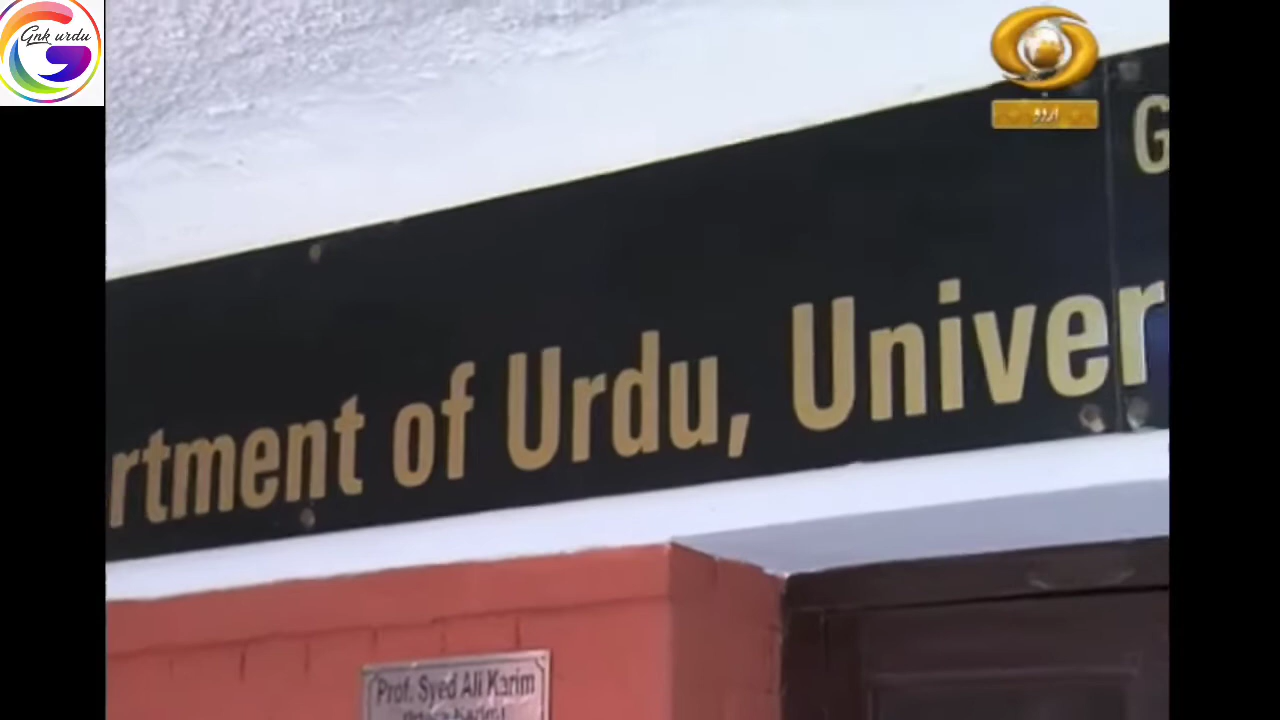 Gnk urdu
اردو
G
rtment of Urdu, Univer
Prof. Syed Ali Karim